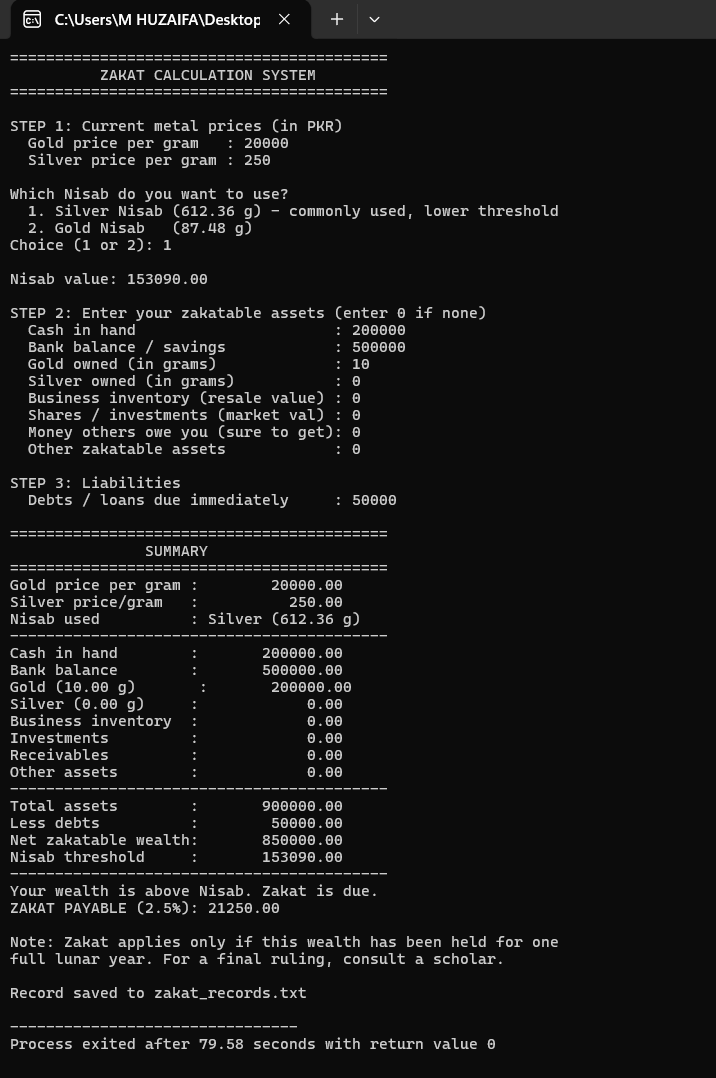 C:\Users\M HUZAIFA\Desktop
========================================
ZAKAT CALCULATION SYSTEM
========================================
STEP 1: Current metal prices (in PKR)
Gold price per gram   : 20000
Silver price per gram : 250
Which Nisab do you want to use?
1. Silver Nisab (612.36 g) - commonly used, lower threshold
2. Gold Nisab   (87.48 g)
Choice (1 or 2): 1
Nisab value: 153090.00
STEP 2: Enter your zakatable assets (enter 0 if none)
Cash in hand                      : 200000
Bank balance / savings            : 500000
Gold owned (in grams)             : 10
Silver owned (in grams)           : 0
Business inventory (resale value) : 0
Shares / investments (market val) : 0
Money others owe you (sure to get): 0
Other zakatable assets            : 0
STEP 3: Liabilities
Debts / loans due immediately     : 50000
==========================================
SUMMARY
==========================================
Gold price per gram :        20000.00
Silver price/gram   :          250.00
Nisab used          : Silver (612.36 g)
------------------------------------------
Cash in hand        :       200000.00
Bank balance        :       500000.00
Gold (10.00 g)       :       200000.00
Silver (0.00 g)     :            0.00
Business inventory  :            0.00
Investments         :            0.00
Receivables         :            0.00
Other assets        :            0.00
------------------------------------------
Total assets        :       900000.00
Less debts          :        50000.00
Net zakatable wealth:       850000.00
Nisab threshold     :       153090.00
------------------------------------------
Your wealth is above Nisab. Zakat is due.
ZAKAT PAYABLE (2.5%): 21250.00
Note: Zakat applies only if this wealth has been held for one
full lunar year. For a final ruling, consult a scholar.
Record saved to zakat_records.txt
--------------------------------
Process exited after 79.58 seconds with return value 0